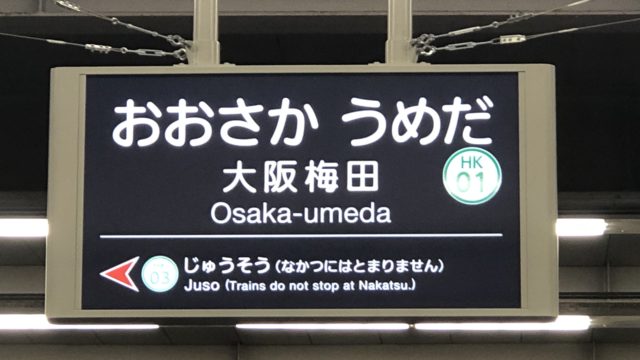 おおさか うめだ
大阪梅田
HK
01
Osaka-umeda
03
じゅうそう(なかつにはとまりません)
Juso (Trains do not stop at Nakatsu.)